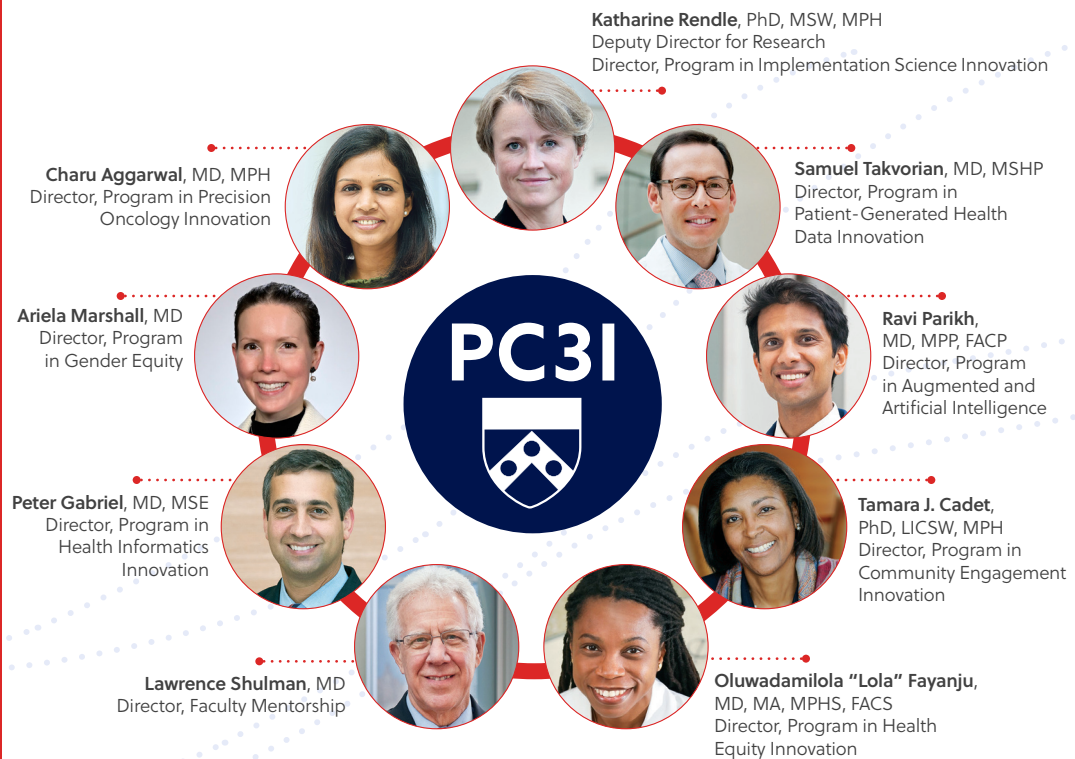 Katharine Rendle, PhD, MSW, MPH
Deputy Director for Research
Director, Program in Implementation Science Innovation
Charu Aggarwal, MD, MPH
Director, Program in Precision
Oncology Innovation
Samuel Takvorian, MD, MSHP
Director, Program in
Patient-Generated Health
Data Innovation
Ariela Marshall, MD
Director, Program
in Gender Equity
PC3I
Ravi Parikh,
MD, MPP, FACP
Director, Program
in Augmented and
Artificial Intelligence
Peter Gabriel, MD, MSE
Director, Program in
Health Informatics
Innovation
Tamara J. Cadet,
PhD, LICSW, MPH
Director, Program in
Community Engagement
Innovation
Lawrence Shulman, MD
Director, Faculty Mentorship
Oluwadamilola “Lola” Fayanju,
MD, MA, MPHS, FACS
Director, Program in Health
Equity Innovation